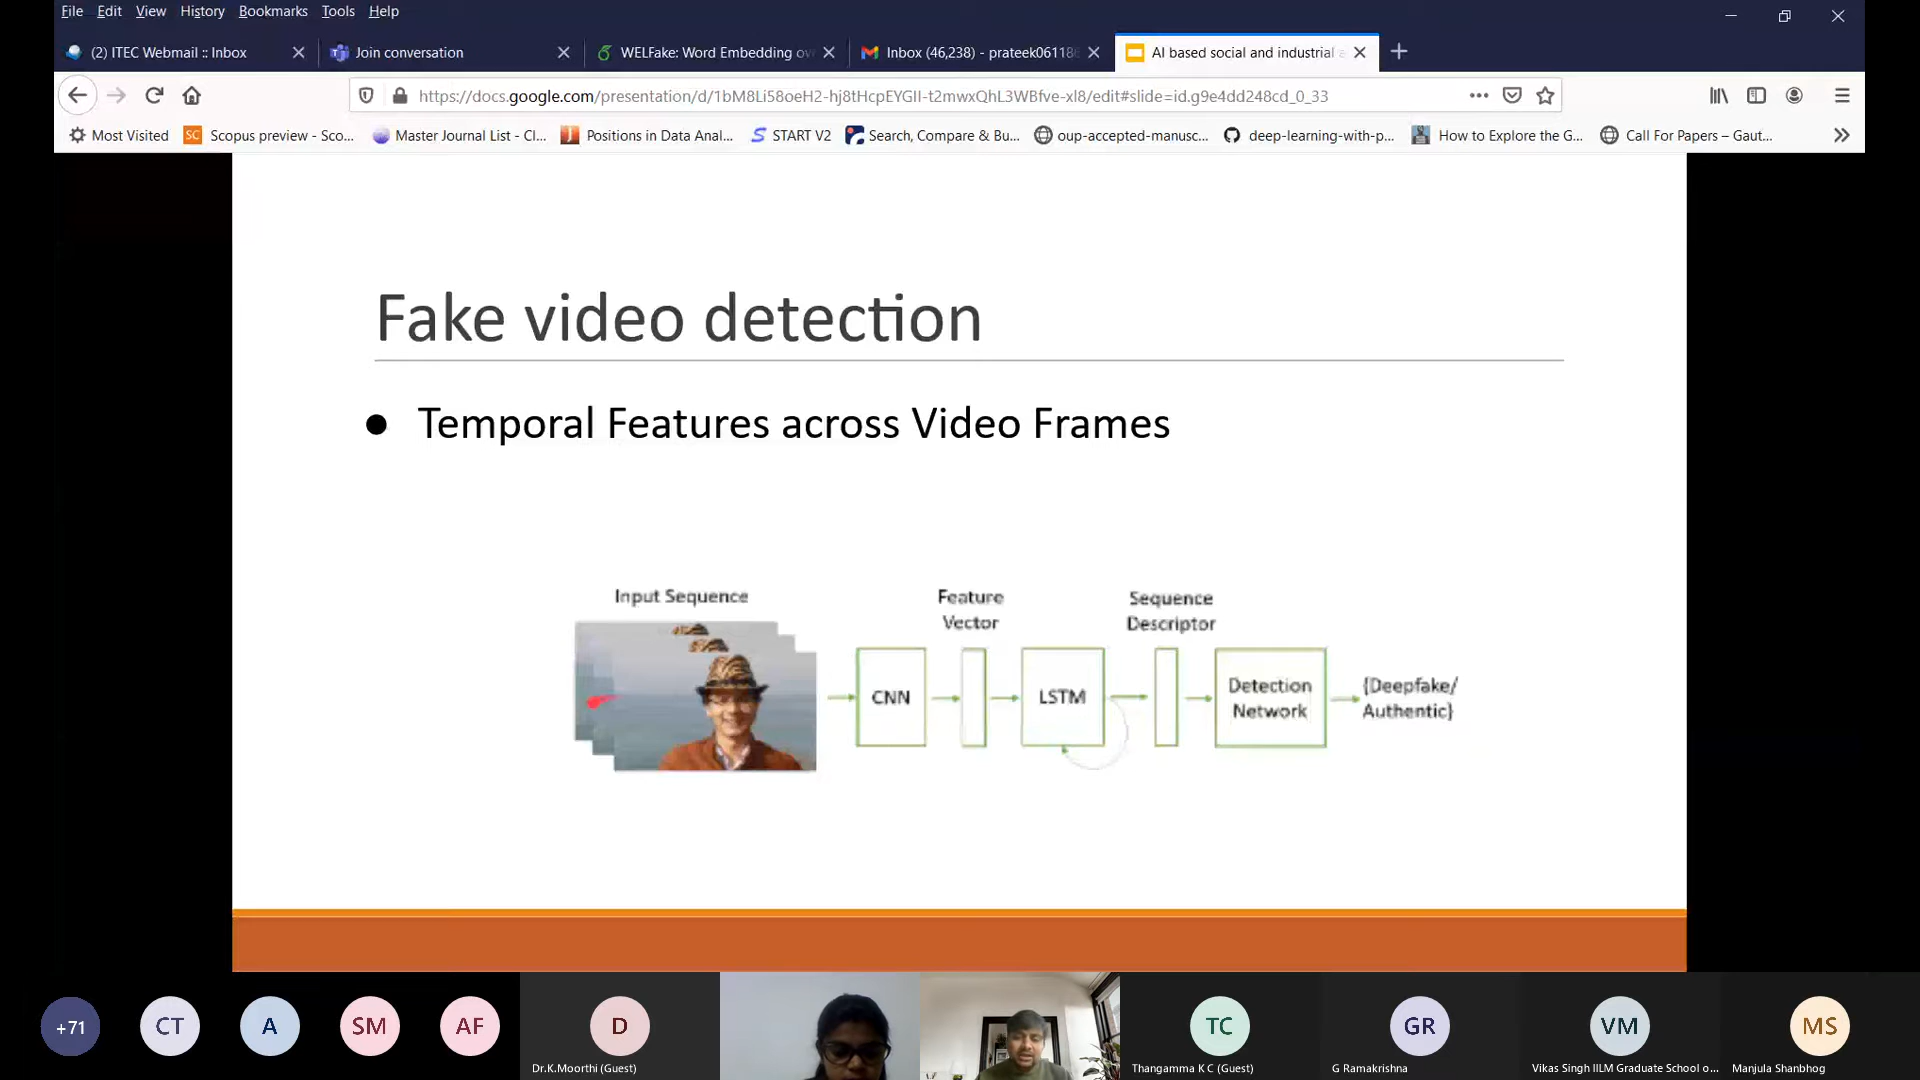 File Edit View History Bookmarks Tools Help
(2) ITEC Webmail :: Inbox
Join conversation
WELFake: Word Embedding ov
Inbox (46,238) - prateek06118
AI based social and industrial a
https://docs.google.com/presentation/d/1bM8Li58oeH2-hj8tHcpEYGII-t2mwxQhL3WBfve-xl8/edit#slide=id.g9e4dd248cd_0_33
Most Visited
SC Scopus preview - Sco...
Master Journal List - Cl...
Positions in Data Anal...
START V2
Search, Compare & Bu...
oup-accepted-manusc...
deep-learning-with-p...
How to Explore the G...
Call For Papers – Gaut...
Fake video detection
● Temporal Features across Video Frames
Input Sequence
Feature
Vector
Sequence
Descriptor
CNN
LSTM
Detection
Network
{Deepfake/
Authentic}
+71
CT
A
SM
AF
D
TC
GR
VM
MS
Dr.K.Moorthi (Guest)
Thangamma K C (Guest)
G Ramakrishna
Vikas Singh IILM Graduate School o...
Manjula Shanbhog